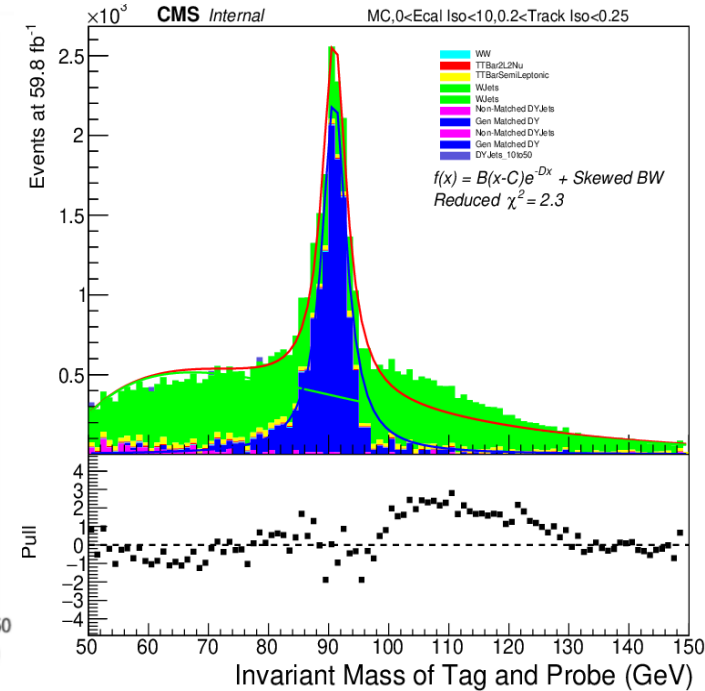 ×10³ CMS Internal MC,0<Ecal Iso<10,0.2<Track Iso<0.25
Events at 59.8 fb⁻¹
2.5
2
1.5
1
0.5
WW
TTBar2L2Nu
TTBarSemiLeptonic
WJets
WJets
Non-Matched DYJets
Gen Matched DY
Non-Matched DYJets
Gen Matched DY
DYJets_10to50
f(x) = B(x-C)e⁻ᴰˣ + Skewed BW
Reduced χ² = 2.3
Pull
4
3
2
1
0
−1
−2
−3
−4
50 60 70 80 90 100 110 120 130 140 150
Invariant Mass of Tag and Probe (GeV)